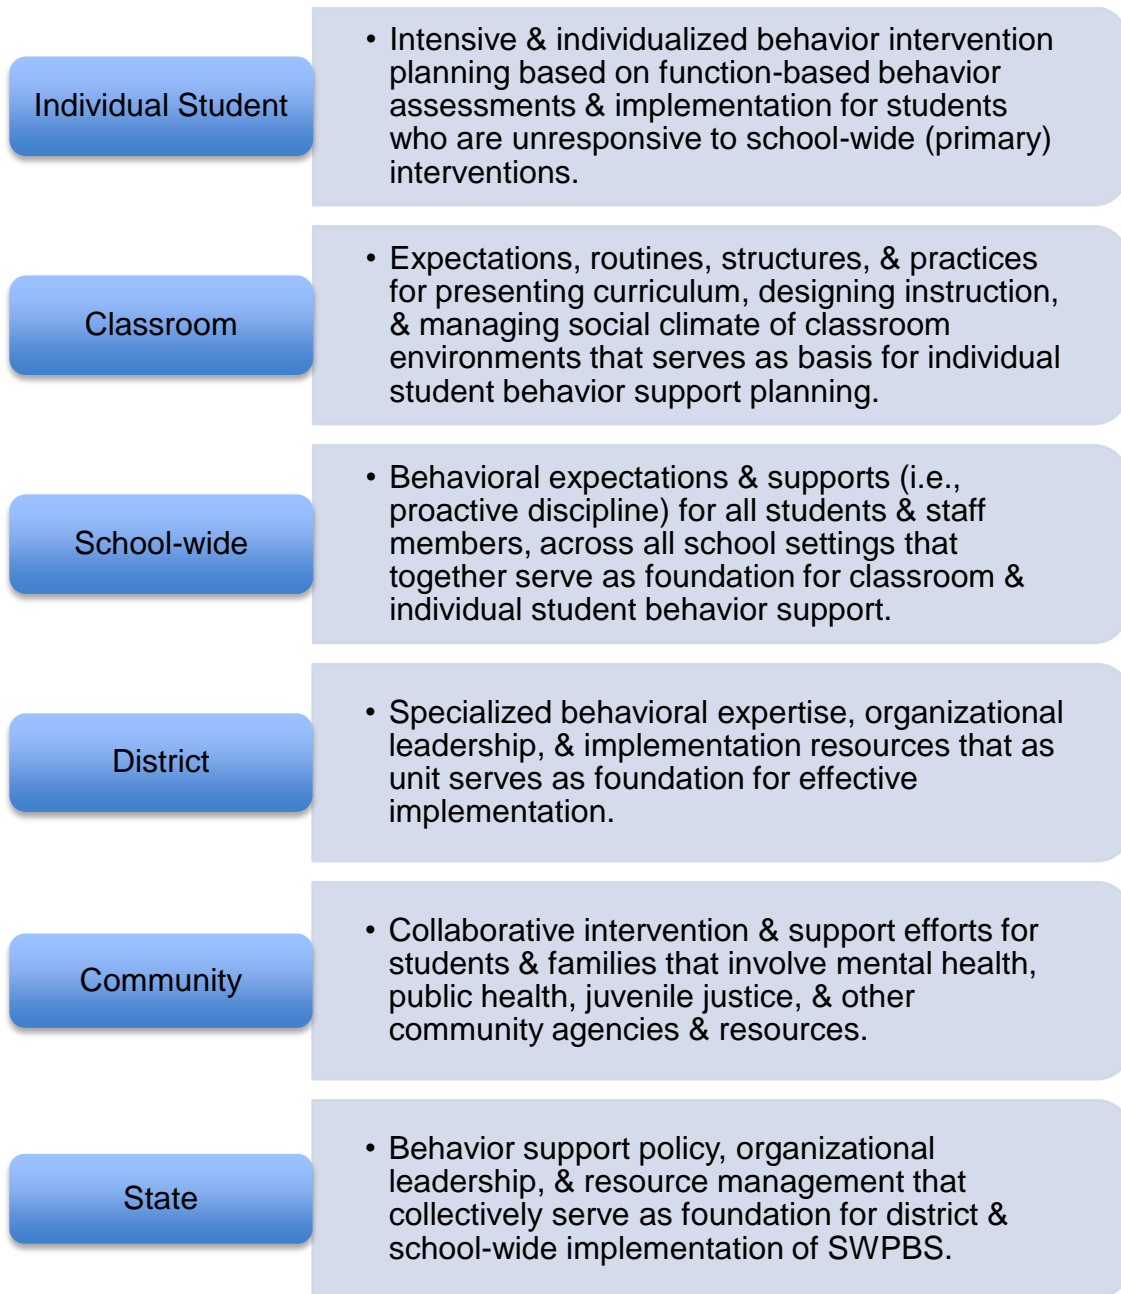 Individual Student
• Intensive & individualized behavior intervention
planning based on function-based behavior
assessments & implementation for students
who are unresponsive to school-wide (primary)
interventions.
Classroom
• Expectations, routines, structures, & practices
for presenting curriculum, designing instruction,
& managing social climate of classroom
environments that serves as basis for individual
student behavior support planning.
School-wide
• Behavioral expectations & supports (i.e.,
proactive discipline) for all students & staff
members, across all school settings that
together serve as foundation for classroom &
individual student behavior support.
District
• Specialized behavioral expertise, organizational
leadership, & implementation resources that as
unit serves as foundation for effective
implementation.
Community
• Collaborative intervention & support efforts for
students & families that involve mental health,
public health, juvenile justice, & other
community agencies & resources.
State
• Behavior support policy, organizational
leadership, & resource management that
collectively serve as foundation for district &
school-wide implementation of SWPBS.